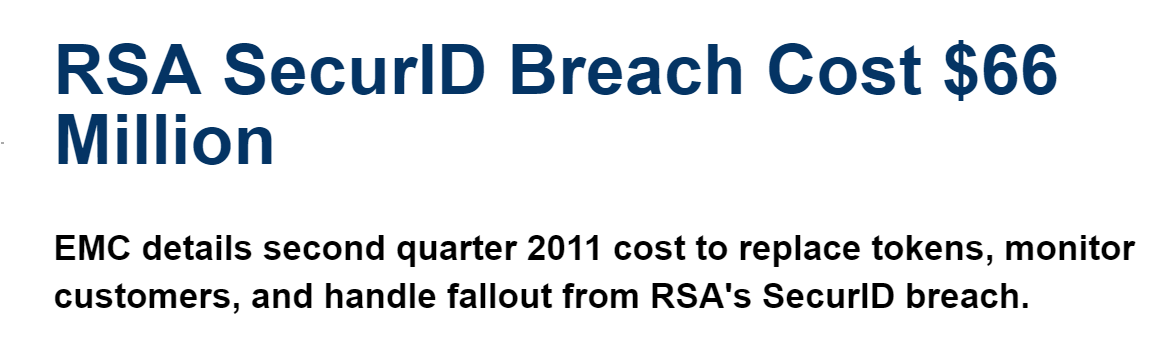 RSA SecurID Breach Cost $66
Million
EMC details second quarter 2011 cost to replace tokens, monitor
customers, and handle fallout from RSA's SecurID breach.